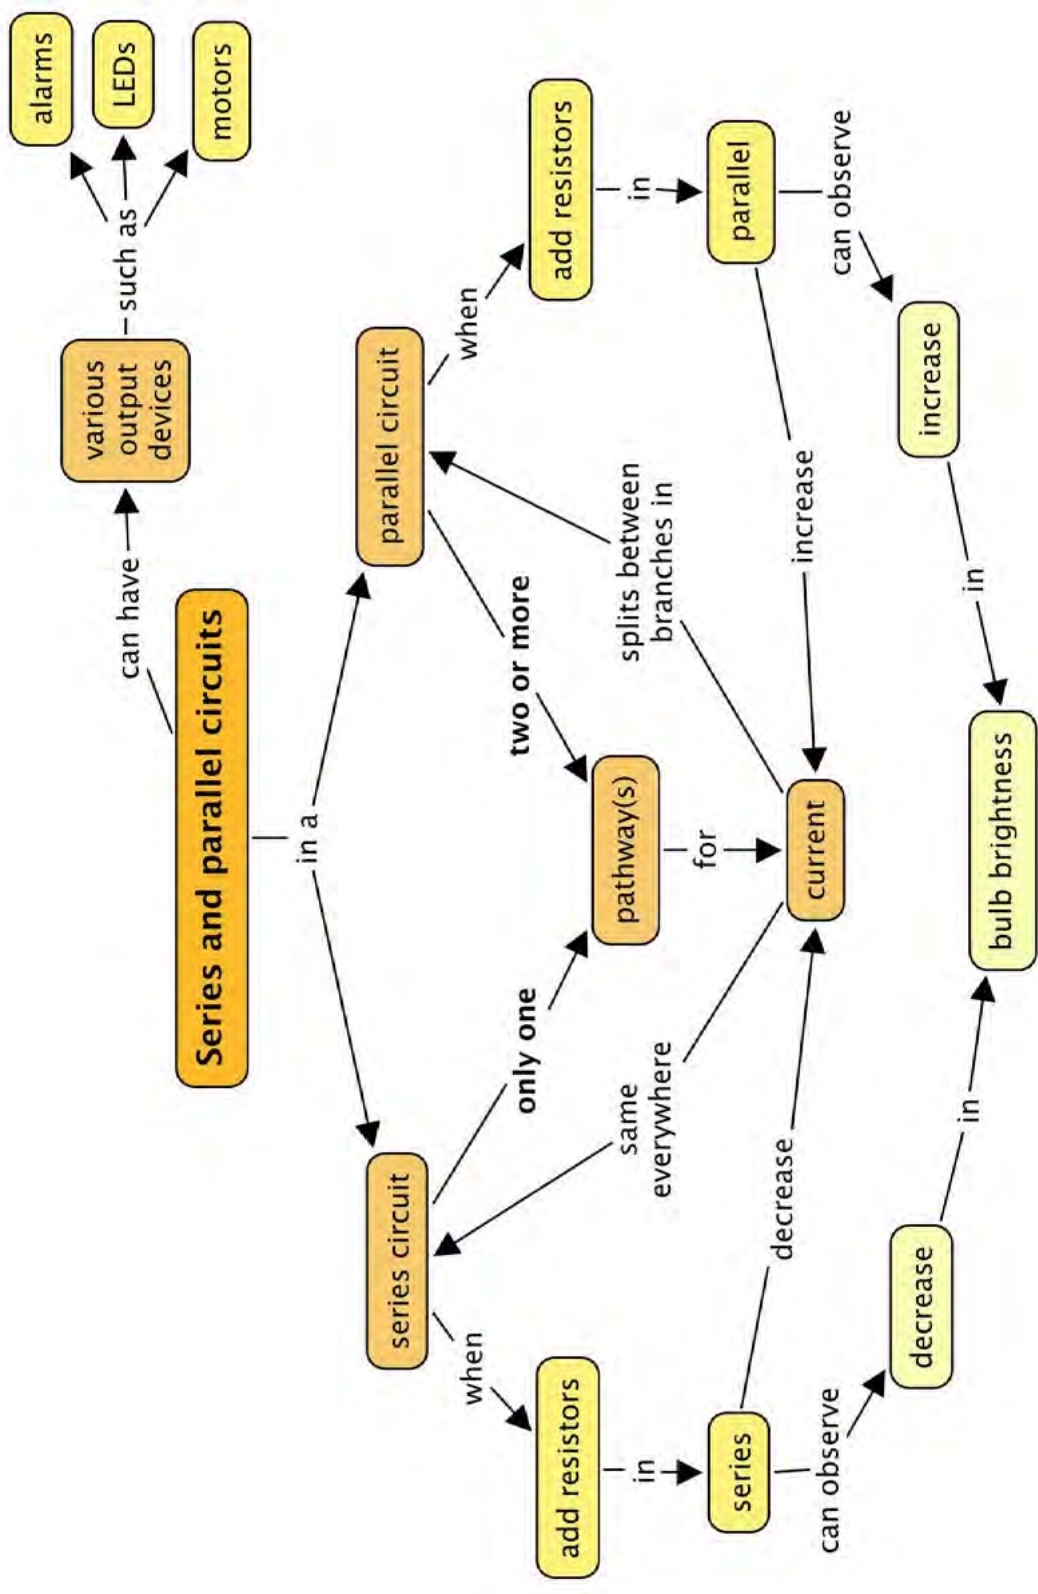 Series and parallel circuits
can have
various
output
devices
such as
alarms
LEDs
motors
in a
series circuit
parallel circuit
when
only one
two or more
when
add resistors
pathway(s)
add resistors
same
everywhere
splits between
branches in
in
for
in
series
decrease
current
increase
parallel
can observe
can observe
decrease
increase
in
in
bulb brightness